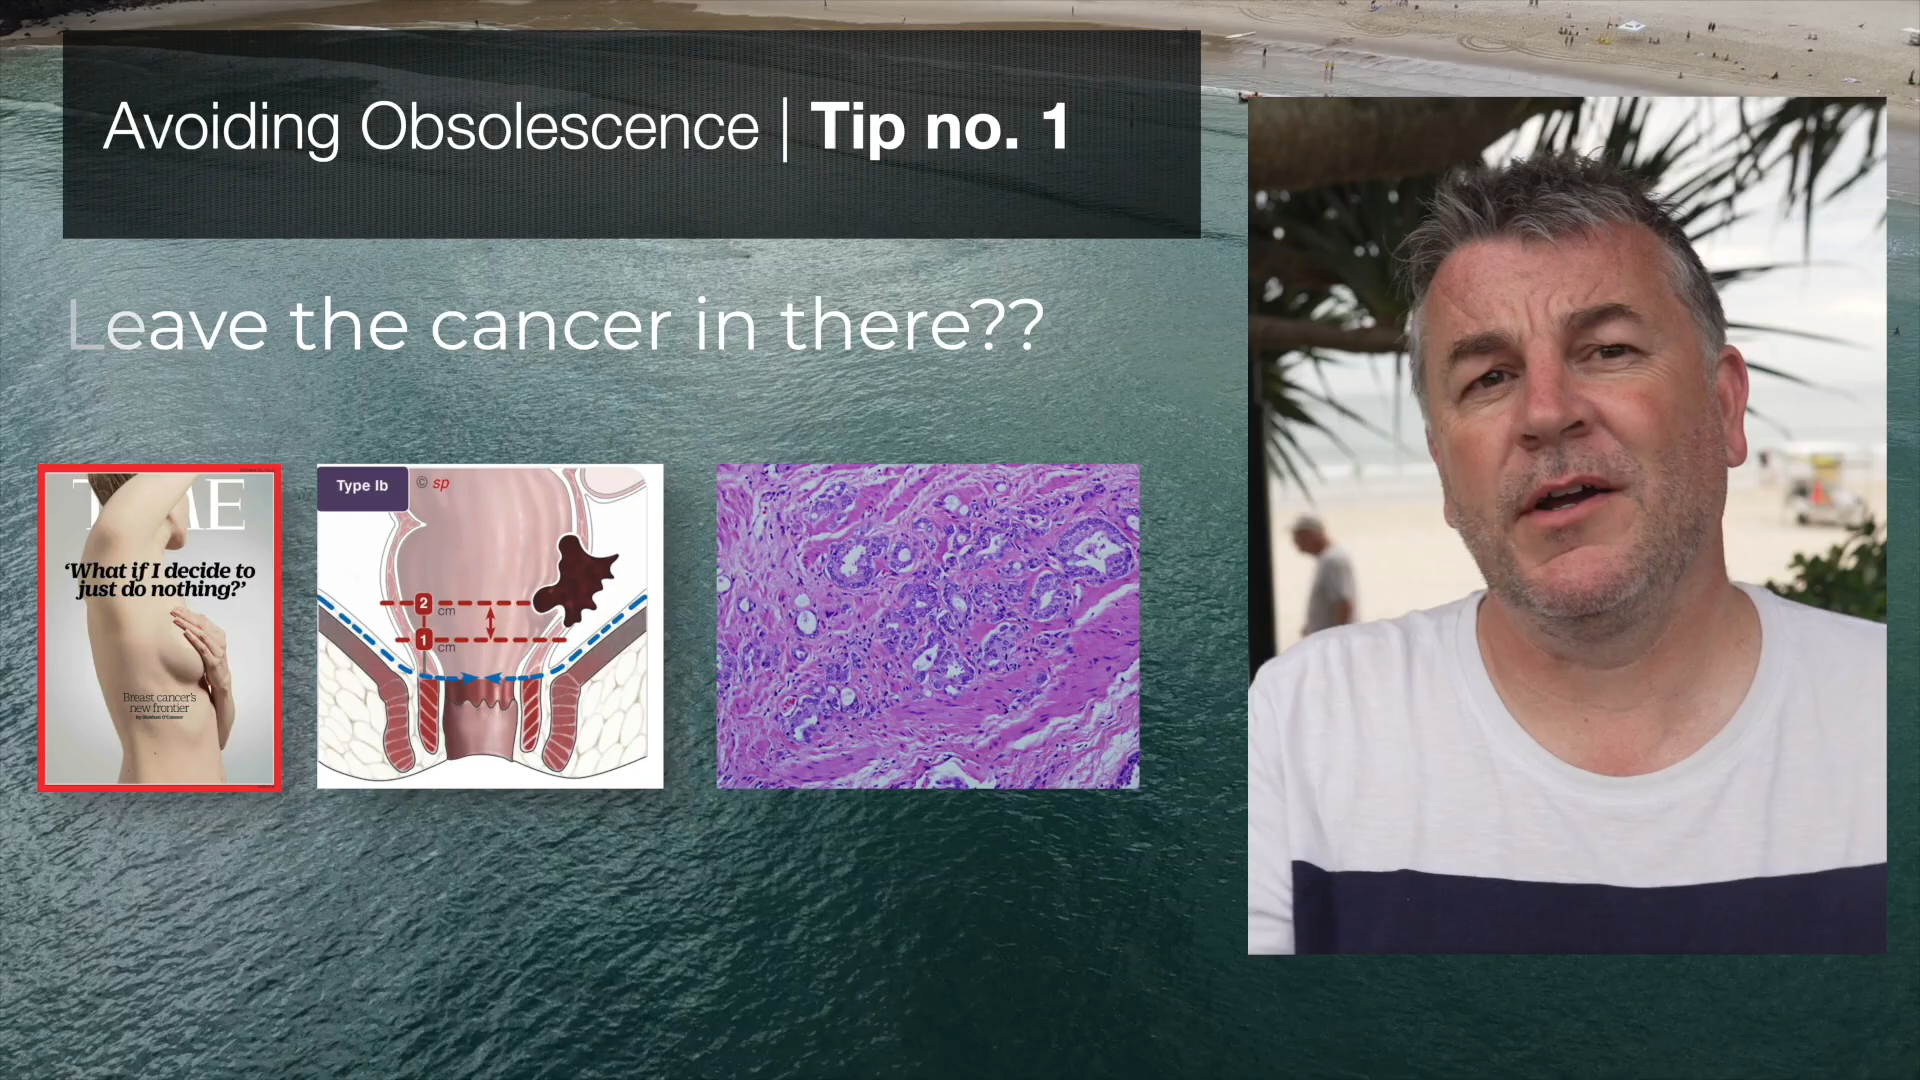 Avoiding Obsolescence | Tip no. 1
Leave the cancer in there??
TIME
‘What if I decide to
just do nothing?’
Breast cancer’s
new frontier
Type Ib
© sp
2 cm
1 cm